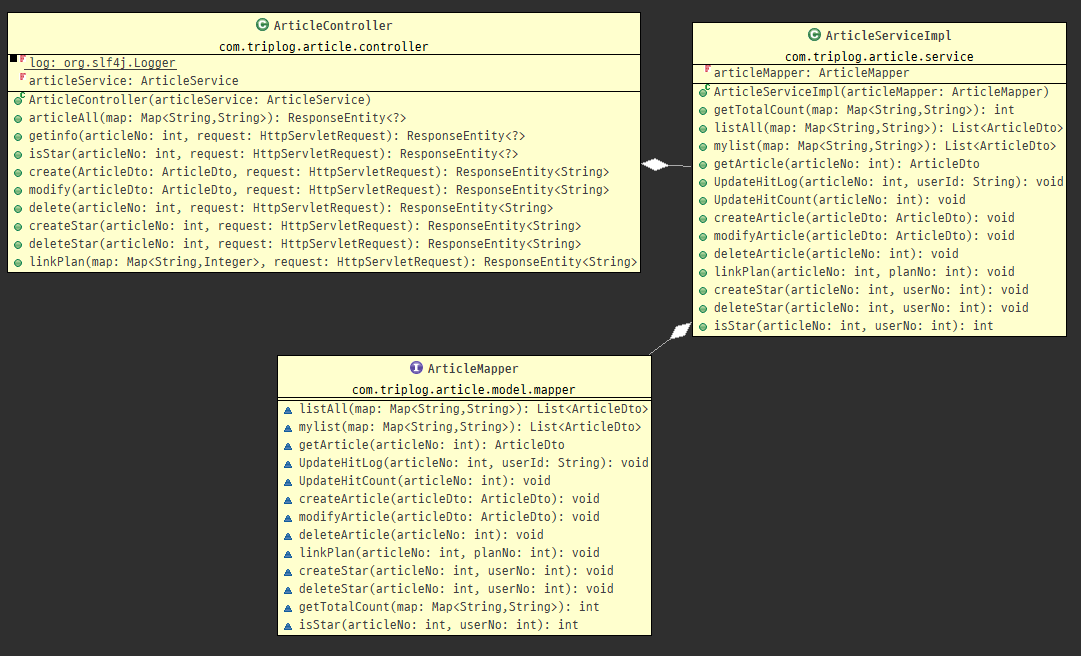 ArticleController
com.triplog.article.controller
log: org.slf4j.Logger
articleService: ArticleService
ArticleController(articleService: ArticleService)
articleAll(map: Map<String,String>): ResponseEntity<?>
getinfo(articleNo: int, request: HttpServletRequest): ResponseEntity<?>
isStar(articleNo: int, request: HttpServletRequest): ResponseEntity<?>
create(ArticleDto: ArticleDto, request: HttpServletRequest): ResponseEntity<String>
modify(ArticleDto: ArticleDto, request: HttpServletRequest): ResponseEntity<String>
delete(articleNo: int, request: HttpServletRequest): ResponseEntity<String>
createStar(articleNo: int, request: HttpServletRequest): ResponseEntity<String>
deleteStar(articleNo: int, request: HttpServletRequest): ResponseEntity<String>
linkPlan(map: Map<String,Integer>, request: HttpServletRequest): ResponseEntity<String>
ArticleServiceImpl
com.triplog.article.service
articleMapper: ArticleMapper
ArticleServiceImpl(articleMapper: ArticleMapper)
getTotalCount(map: Map<String,String>): int
listAll(map: Map<String,String>): List<ArticleDto>
mylist(map: Map<String,String>): List<ArticleDto>
getArticle(articleNo: int): ArticleDto
UpdateHitLog(articleNo: int, userId: String): void
UpdateHitCount(articleNo: int): void
createArticle(articleDto: ArticleDto): void
modifyArticle(articleDto: ArticleDto): void
deleteArticle(articleNo: int): void
linkPlan(articleNo: int, planNo: int): void
createStar(articleNo: int, userNo: int): void
deleteStar(articleNo: int, userNo: int): void
isStar(articleNo: int, userNo: int): int
ArticleMapper
com.triplog.article.model.mapper
listAll(map: Map<String,String>): List<ArticleDto>
mylist(map: Map<String,String>): List<ArticleDto>
getArticle(articleNo: int): ArticleDto
UpdateHitLog(articleNo: int, userId: String): void
UpdateHitCount(articleNo: int): void
createArticle(articleDto: ArticleDto): void
modifyArticle(articleDto: ArticleDto): void
deleteArticle(articleNo: int): void
linkPlan(articleNo: int, planNo: int): void
createStar(articleNo: int, userNo: int): void
deleteStar(articleNo: int, userNo: int): void
getTotalCount(map: Map<String,String>): int
isStar(articleNo: int, userNo: int): int